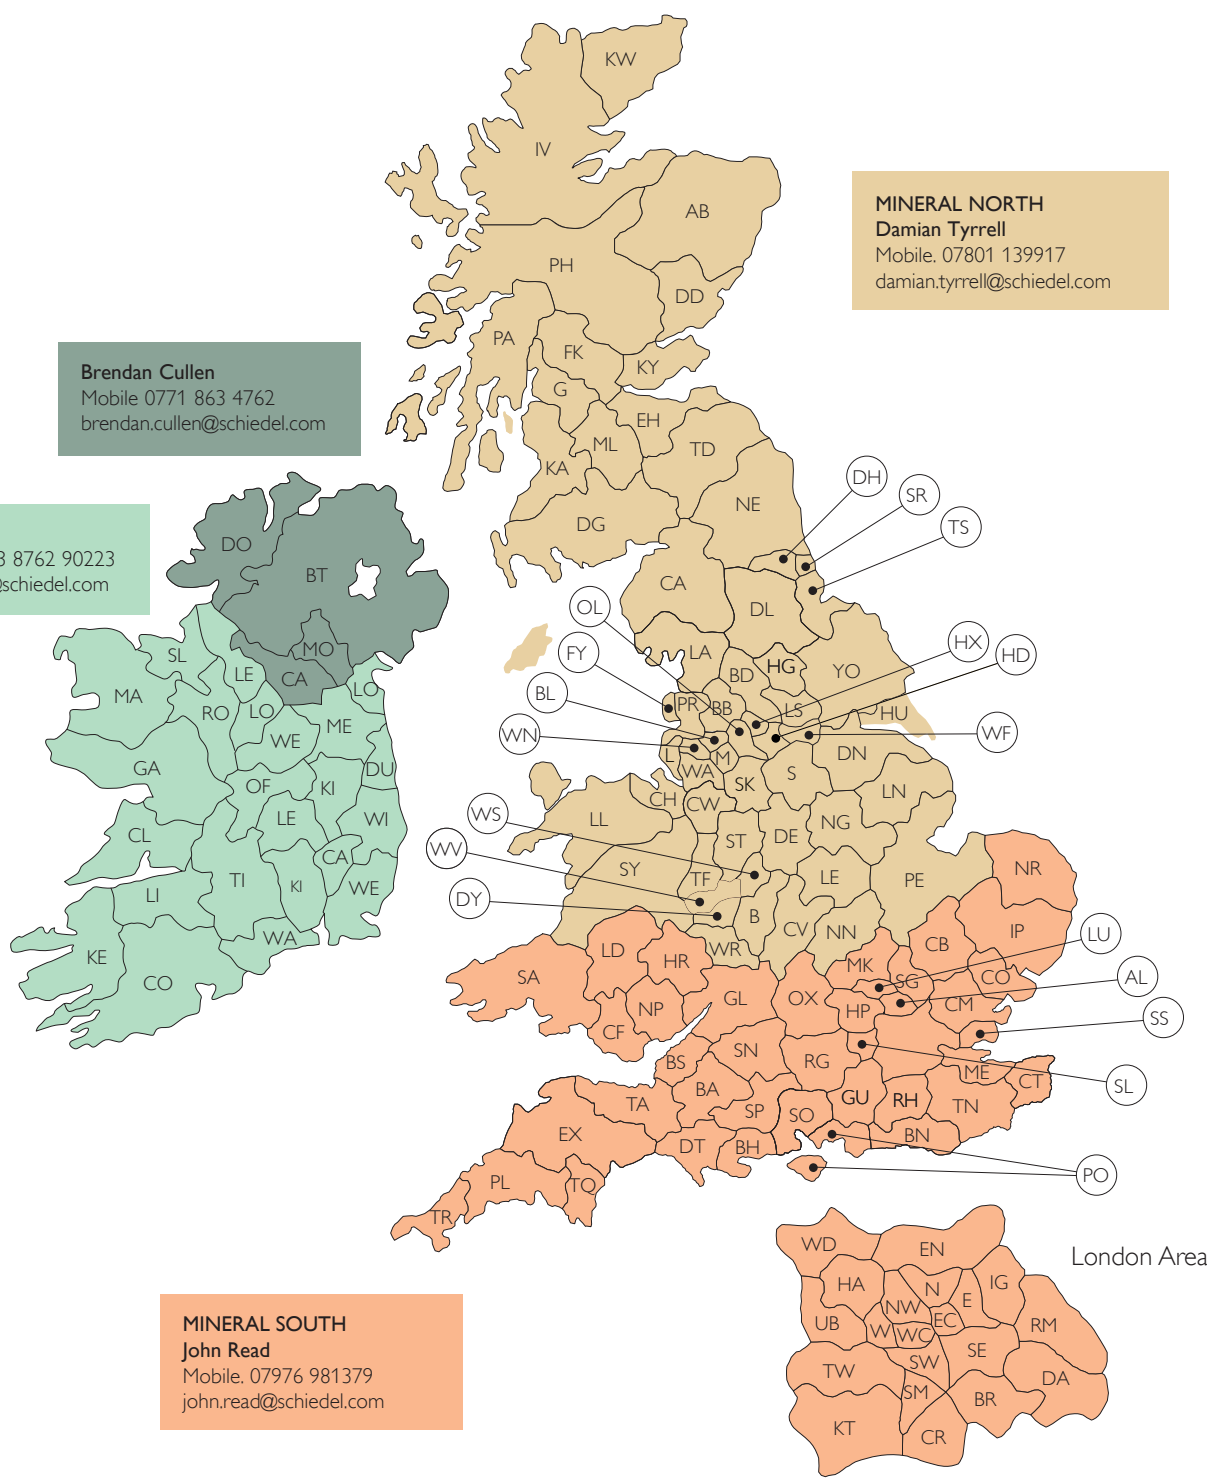 KW
IV
AB
PH
DD
PA
FK
KY
G
EH
ML
TD
KA
NE
DG
MINERAL NORTH
Damian Tyrrell
Mobile. 07801 139917
damian.tyrrell@schiedel.com
Brendan Cullen
Mobile 0771 863 4762
brendan.cullen@schiedel.com
8762 90223
@schiedel.com
DH
SR
TS
OL
FY
BL
WN
HX
HD
WF
CA
DL
LA
HG
YO
BD
PR
BB
LS
HU
L
M
WA
SK
S
DN
LN
CH
CW
LL
ST
DE
NG
WS
WV
DY
SY
TF
LE
PE
B
CV
NN
WR
DO
BT
MO
CA
SL
LE
LO
MA
RO
LO
ME
WE
GA
DU
OF
KI
LE
WI
CL
CA
TI
KI
WE
LI
WA
KE
CO
NR
IP
CB
LU
AL
SS
SL
PO
LD
HR
SA
MK
SG
CO
GL
OX
HP
CM
NP
CF
SN
RG
BS
ME
CT
BA
GU
RH
TN
TA
SP
SO
EX
DT
BH
BN
PL
TQ
TR
London Area
WD
EN
HA
N
IG
E
NW
EC
UB
W
WC
RM
SE
SW
TW
DA
SM
BR
KT
CR
MINERAL SOUTH
John Read
Mobile. 07976 981379
john.read@schiedel.com